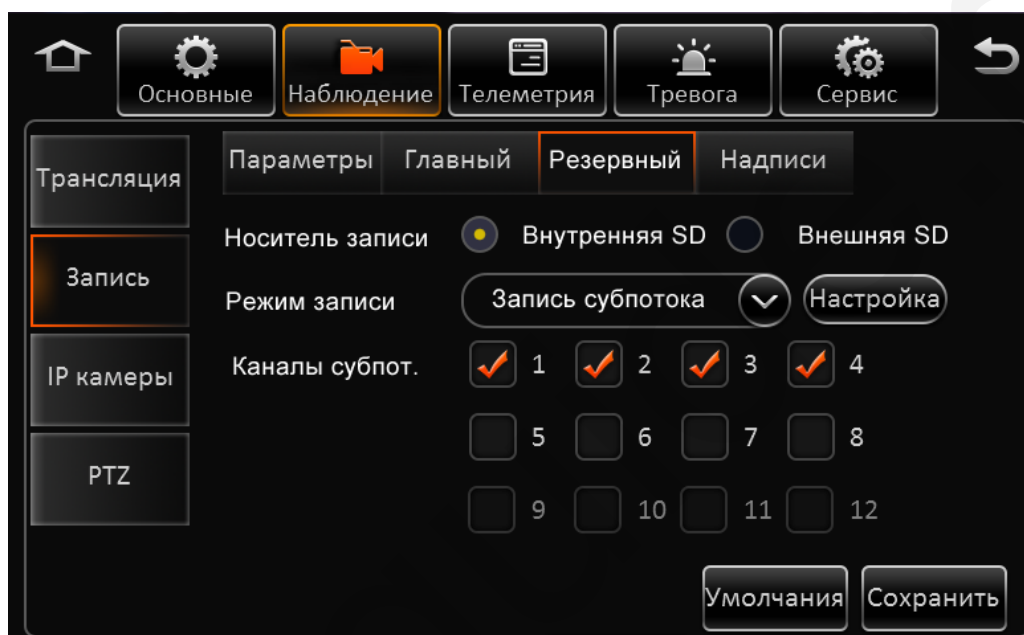 Основные Наблюдение Телеметрия Тревога Сервис
Трансляция
Запись
IP камеры
PTZ
Параметры Главный Резервный Надписи
Носитель записи Внутренняя SD Внешняя SD
Режим записи Запись субпотока Настройка
Каналы субпот. 1 2 3 4
5 6 7 8
9 10 11 12
Умолчания Сохранить